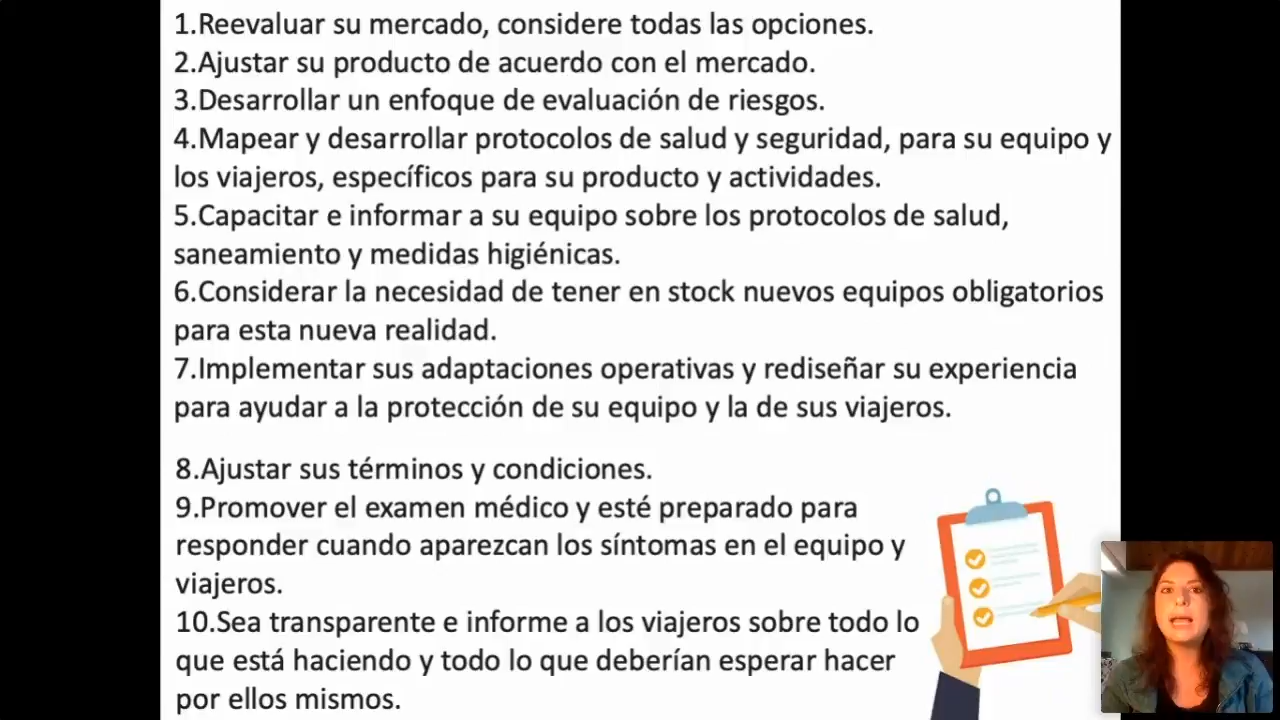 1.Reevaluar su mercado, considere todas las opciones.
2.Ajustar su producto de acuerdo con el mercado.
3.Desarrollar un enfoque de evaluación de riesgos.
4.Mapear y desarrollar protocolos de salud y seguridad, para su equipo y
los viajeros, específicos para su producto y actividades.
5.Capacitar e informar a su equipo sobre los protocolos de salud,
saneamiento y medidas higiénicas.
6.Considerar la necesidad de tener en stock nuevos equipos obligatorios
para esta nueva realidad.
7.Implementar sus adaptaciones operativas y rediseñar su experiencia
para ayudar a la protección de su equipo y la de sus viajeros.
8.Ajustar sus términos y condiciones.
9.Promover el examen médico y esté preparado para
responder cuando aparezcan los síntomas en el equipo y
viajeros.
10.Sea transparente e informe a los viajeros sobre todo lo
que está haciendo y todo lo que deberían esperar hacer
por ellos mismos.